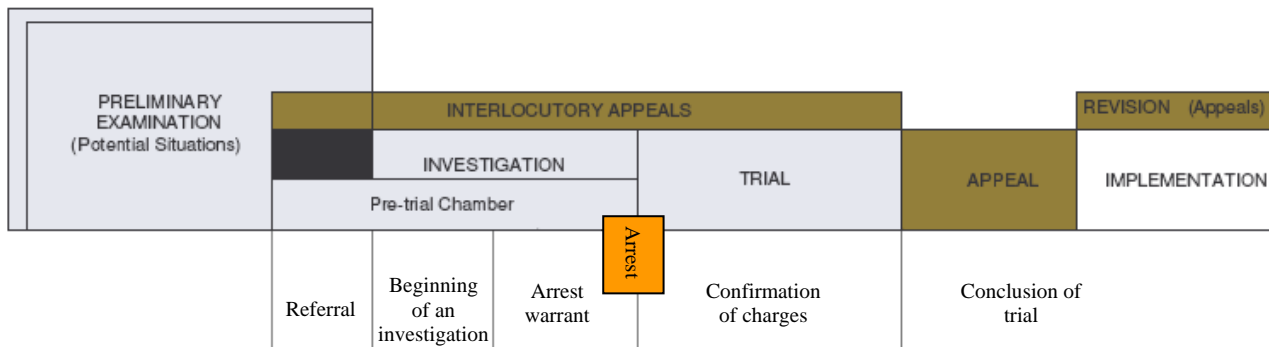 PRELIMINARY
EXAMINATION
(Potential Situations)
INTERLOCUTORY APPEALS
REVISION (Appeals)
INVESTIGATION
TRIAL
APPEAL
IMPLEMENTATION
Pre-trial Chamber
Arrest
Referral
Beginning
of an
investigation
Arrest
warrant
Confirmation
of charges
Conclusion of
trial